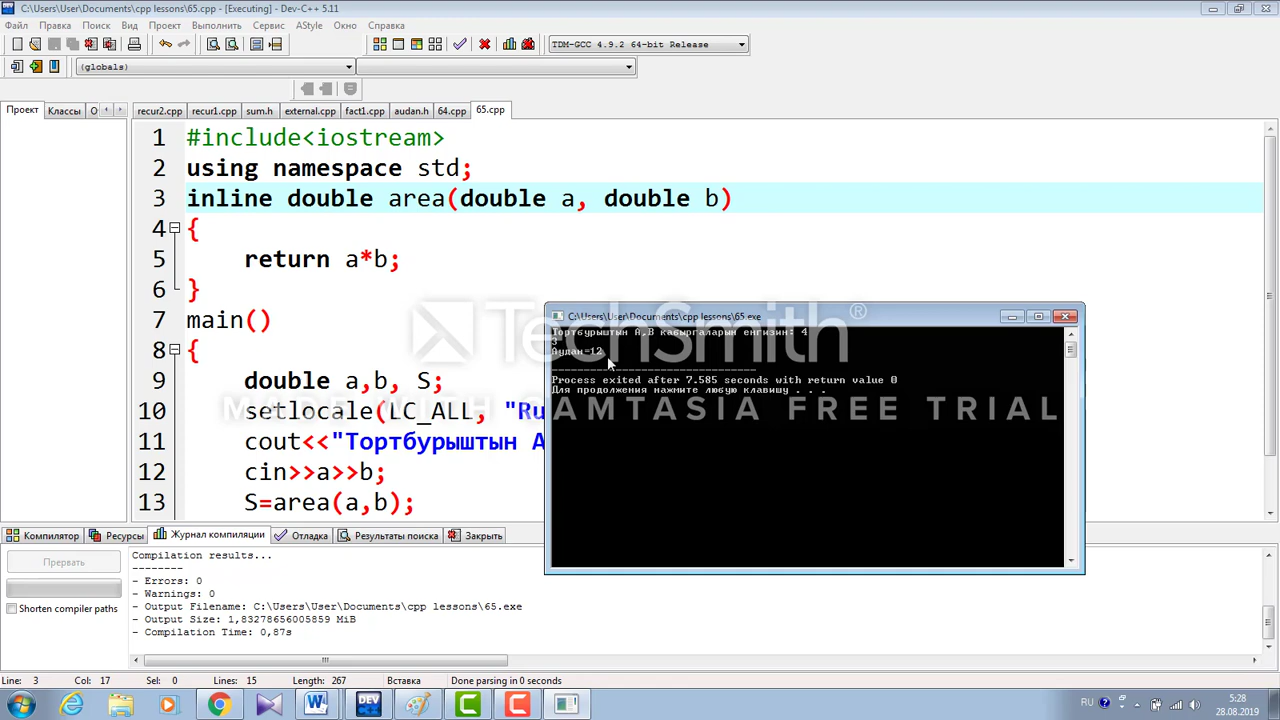 C:\Users\User\Documents\cpp lessons\65.cpp - [Executing] - Dev-C++ 5.11
Файл Правка Поиск Вид Проект Выполнить Сервис AStyle Окно Справка
TDM-GCC 4.9.2 64-bit Release
(globals)
Проект Классы О recur2.cpp recur1.cpp sum.h external.cpp fact1.cpp audan.h 64.cpp 65.cpp
1 #include<iostream>
2 using namespace std;
3 inline double area(double a, double b)
4 {
5 return a*b;
6 }
7 main()
8 {
9 double a,b, S;
10 setlocale(LC_ALL, "Ru
11 cout<<"Тортбурыштын А
12 cin>>a>>b;
13 S=area(a,b);
C:\Users\User\Documents\cpp lessons\65.exe
Тортбурыштын А,В кабыргаларын енгизин: 4
3
Аудан=12
--------------------------------
Process exited after 7.585 seconds with return value 0
Для продолжения нажмите любую клавишу . . .
TechSmith®
MADE WITH CAMTASIA FREE TRIAL
Компилятор Ресурсы Журнал компиляции Отладка Результаты поиска Закрыть
Прервать
Shorten compiler paths
Compilation results...
--------
- Errors: 0
- Warnings: 0
- Output Filename: C:\Users\User\Documents\cpp lessons\65.exe
- Output Size: 1,83278656005859 MiB
- Compilation Time: 0,87s
Line: 3 Col: 17 Sel: 0 Lines: 15 Length: 267 Вставка Done parsing in 0 seconds
RU 5:28
28.08.2019